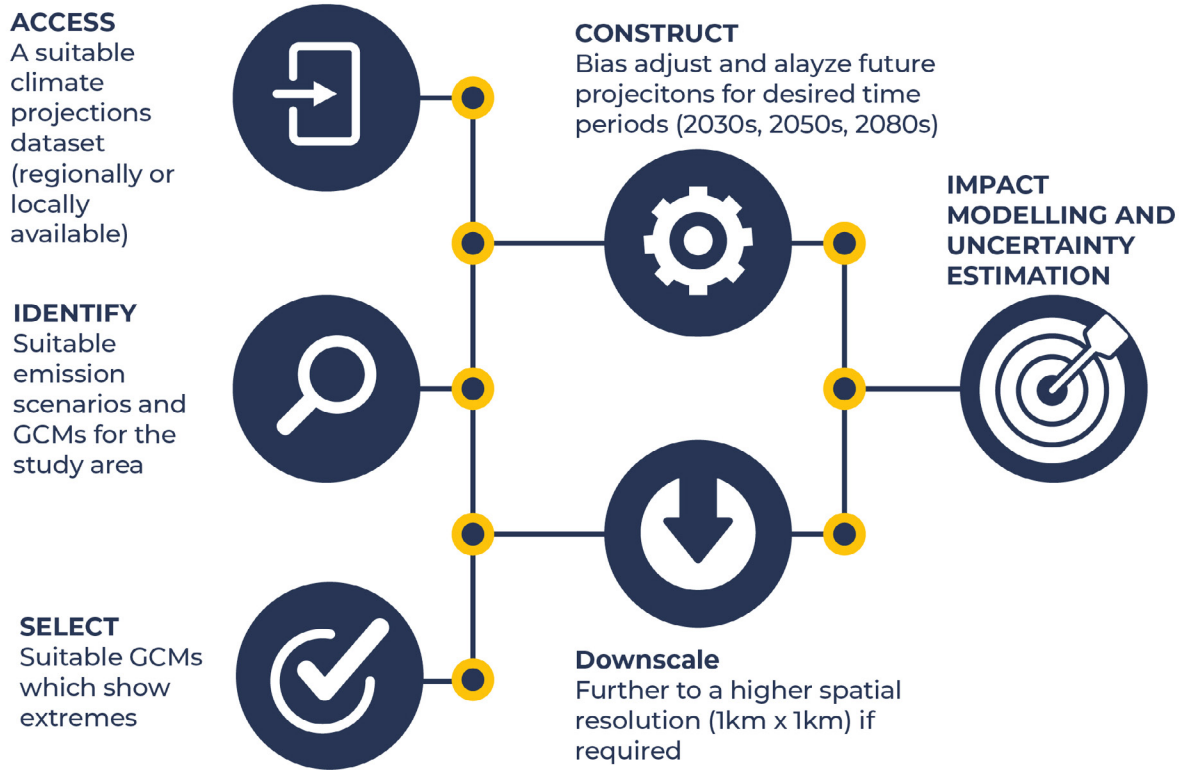 ACCESS
A suitable
climate
projections
dataset
(regionally or
locally
available)
IDENTIFY
Suitable
emission
scenarios and
GCMs for the
study area
SELECT
Suitable GCMs
which show
extremes
CONSTRUCT
Bias adjust and alayze future
projecitons for desired time
periods (2030s, 2050s, 2080s)
Downscale
Further to a higher spatial
resolution (1km x 1km) if
required
IMPACT
MODELLING AND
UNCERTAINTY
ESTIMATION